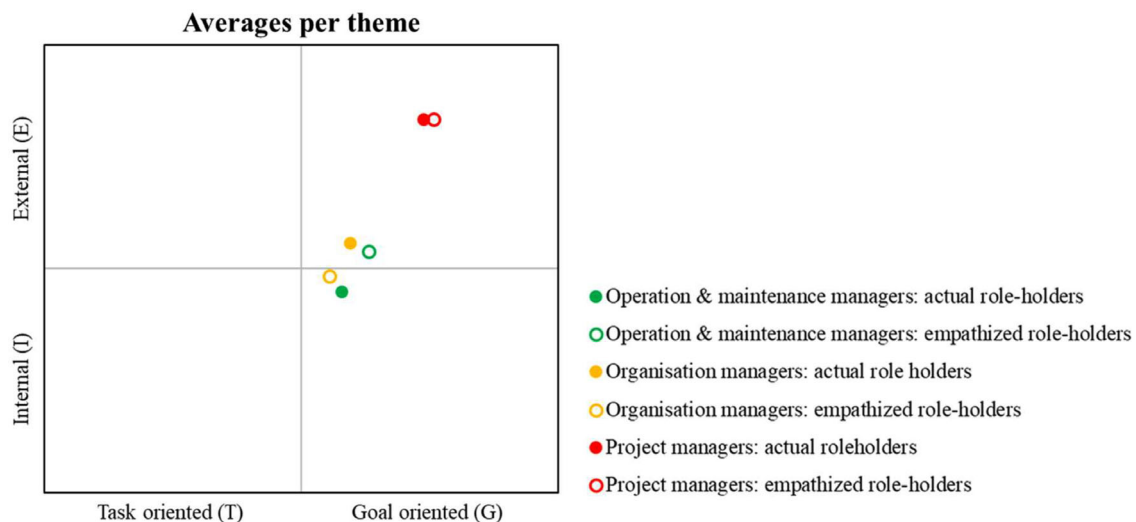 Averages per theme
External (E)
Internal (I)
Task oriented (T)
Goal oriented (G)
Operation & maintenance managers: actual role-holders
Operation & maintenance managers: empathized role-holders
Organisation managers: actual role holders
Organisation managers: empathized role-holders
Project managers: actual roleholders
Project managers: empathized role-holders